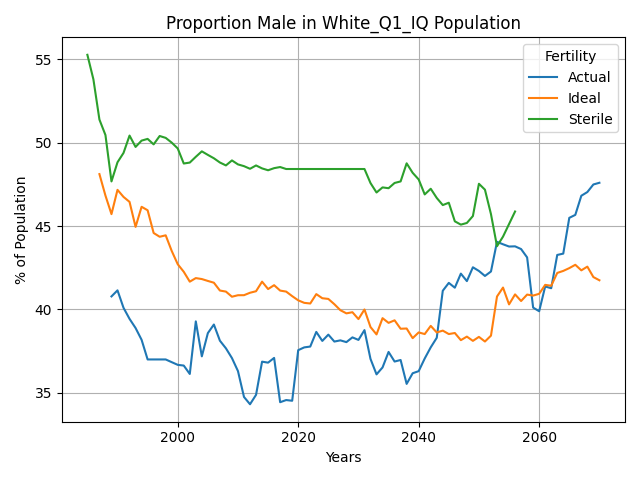 Proportion Male in White_Q1_IQ Population
Fertility
Actual
Ideal
Sterile
% of Population
55
50
45
40
35
2000
2020
2040
2060
Years